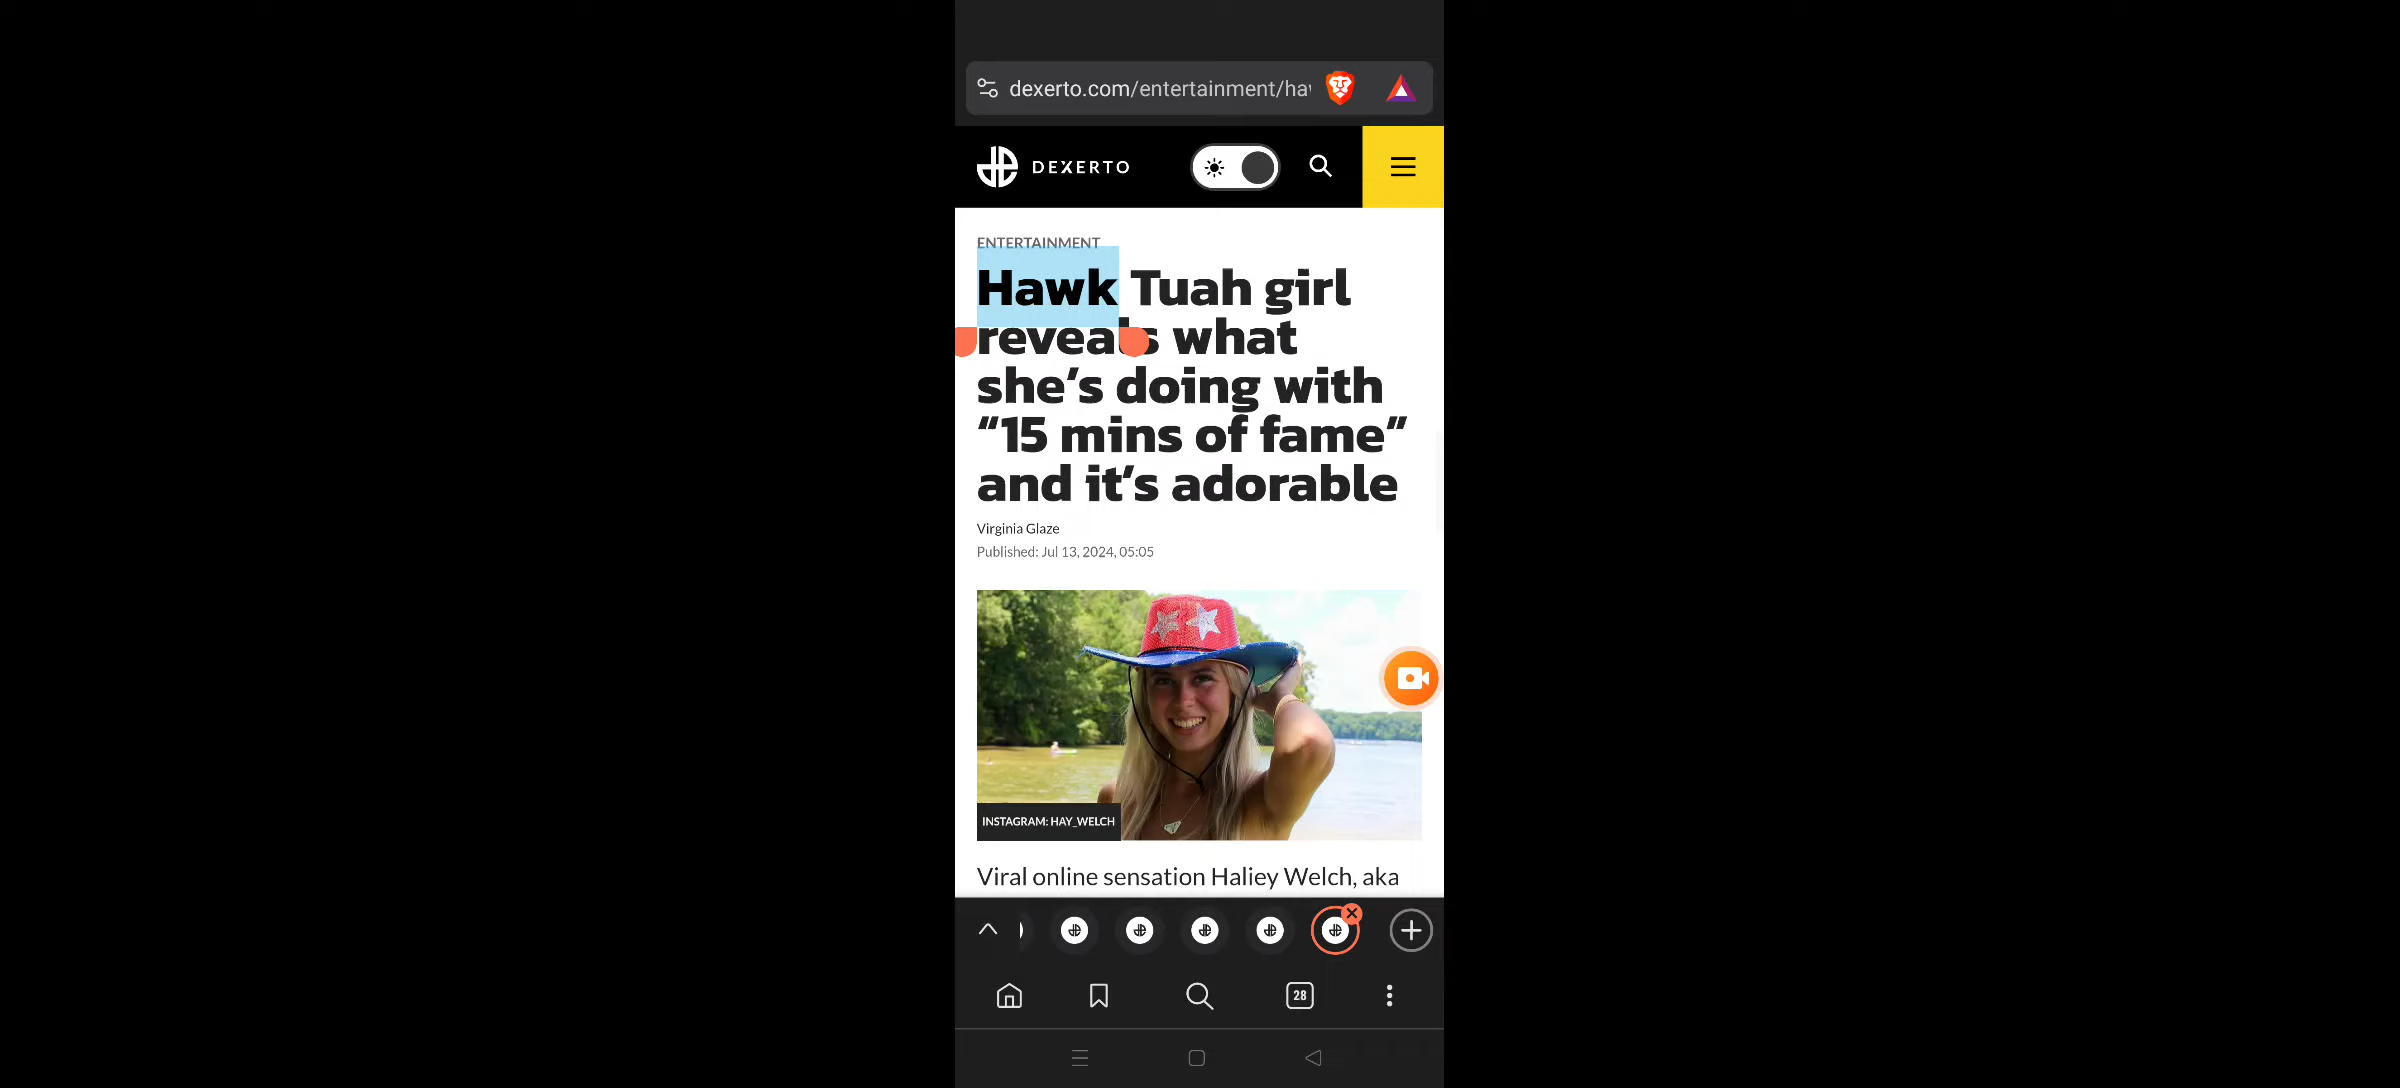 dexerto.com/entertainment/ha
DEXERTO
ENTERTAINMENT
Hawk Tuah girl
reveals what
she’s doing with
“15 mins of fame”
and it’s adorable
Virginia Glaze
Published: Jul 13, 2024, 05:05
INSTAGRAM: HAY_WELCH
Viral online sensation Haliey Welch, aka
28